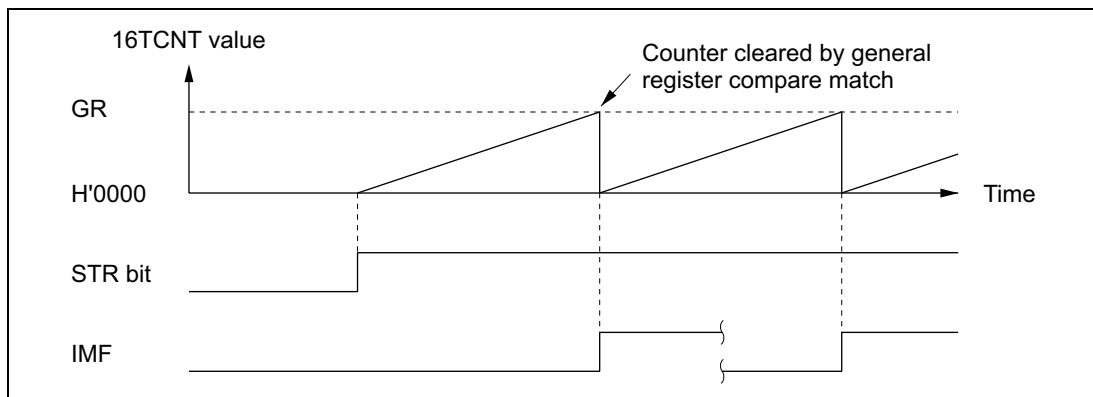 16TCNT value
Counter cleared by general
register compare match
GR
H'0000
Time
STR bit
IMF